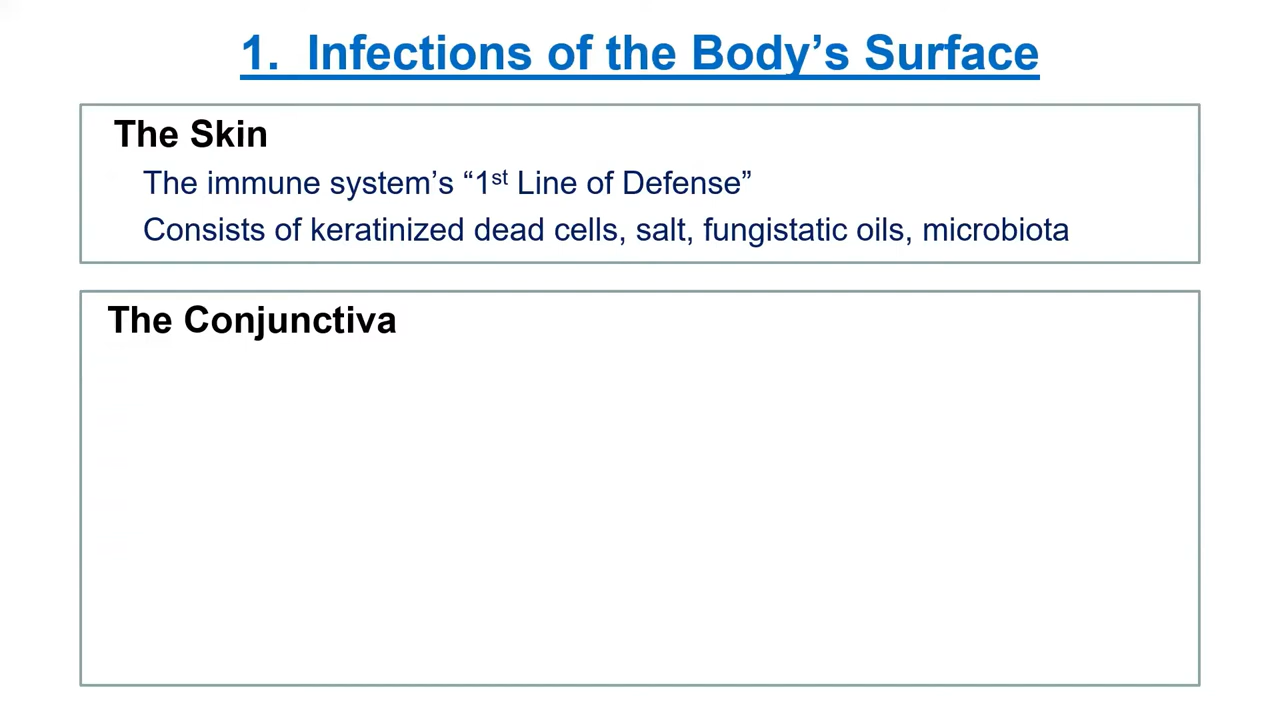 1. Infections of the Body’s Surface
The Skin
The immune system’s “1st Line of Defense”
Consists of keratinized dead cells, salt, fungistatic oils, microbiota
The Conjunctiva